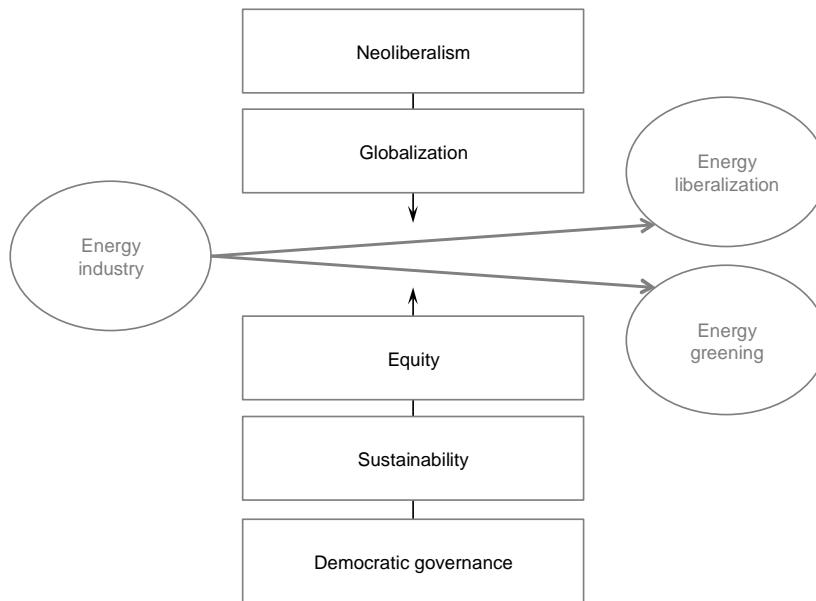 Neoliberalism
Globalization
Energy
liberalization
Energy
industry
Energy
greening
Equity
Sustainability
Democratic governance